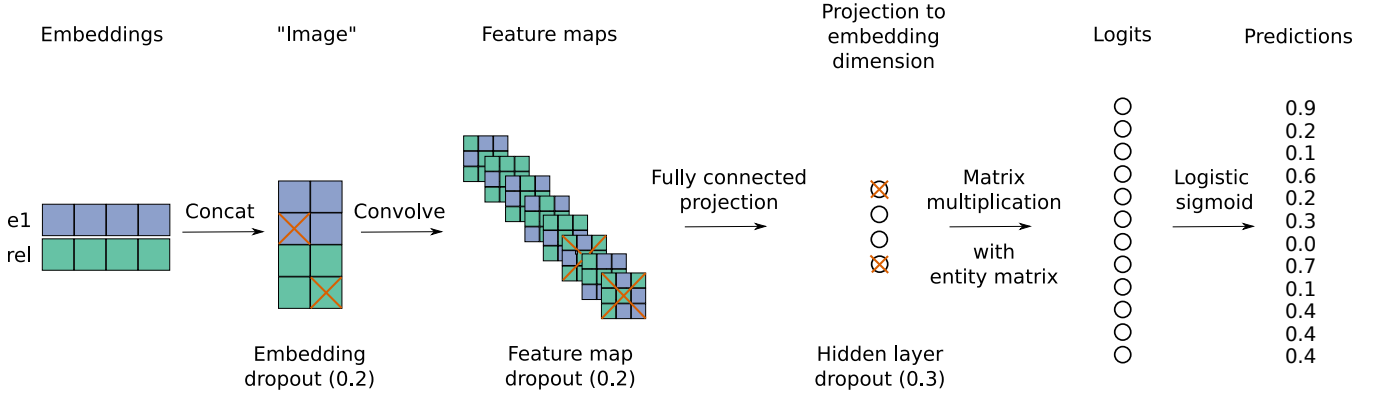 Embeddings
"Image"
Feature maps
Projection to
embedding
dimension
Logits
Predictions
e1
rel
Concat
Convolve
Fully connected
projection
Matrix
multiplication
with
entity matrix
Logistic
sigmoid
0.9
0.2
0.1
0.6
0.2
0.3
0.0
0.7
0.1
0.4
0.4
0.4
Embedding
dropout (0.2)
Feature map
dropout (0.2)
Hidden layer
dropout (0.3)